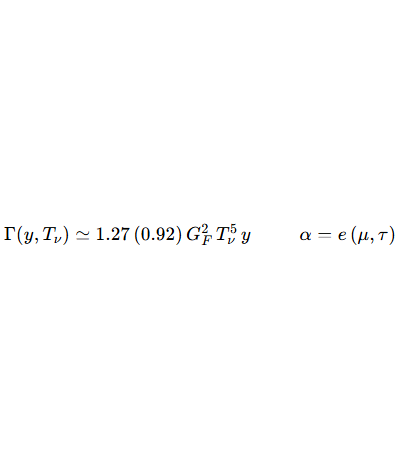 Γ(y, T_ν) ≃ 1.27 (0.92) G_F^2 T_ν^5 y α = e (μ, τ)